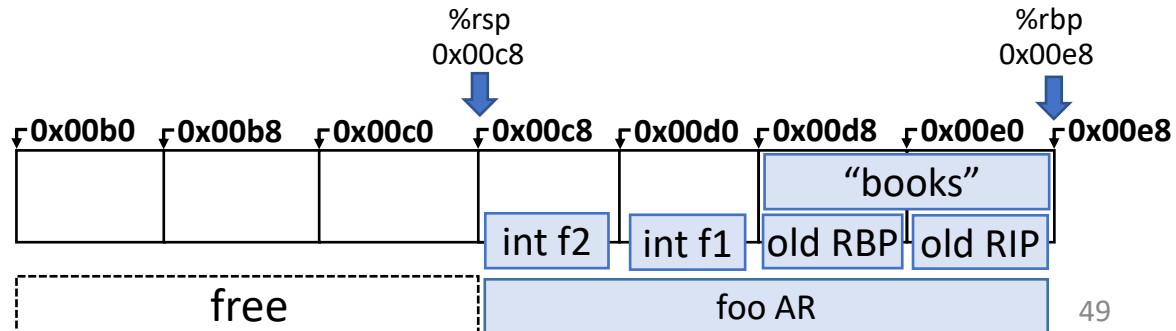 %rsp %rbp
0x00c8 0x00e8
0x00b0 0x00b8 0x00c0 0x00c8 0x00d0 0x00d8 0x00e0 0x00e8
“books”
int f2 int f1 old RBP old RIP
free foo AR 49